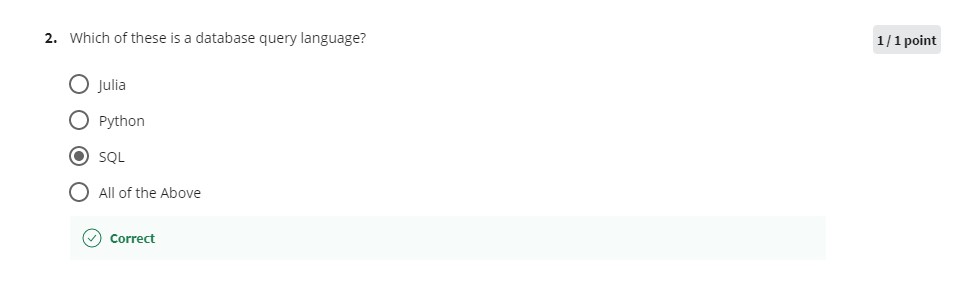 2. Which of these is a database query language?
1 / 1 point
Julia
Python
SQL
All of the Above
Correct